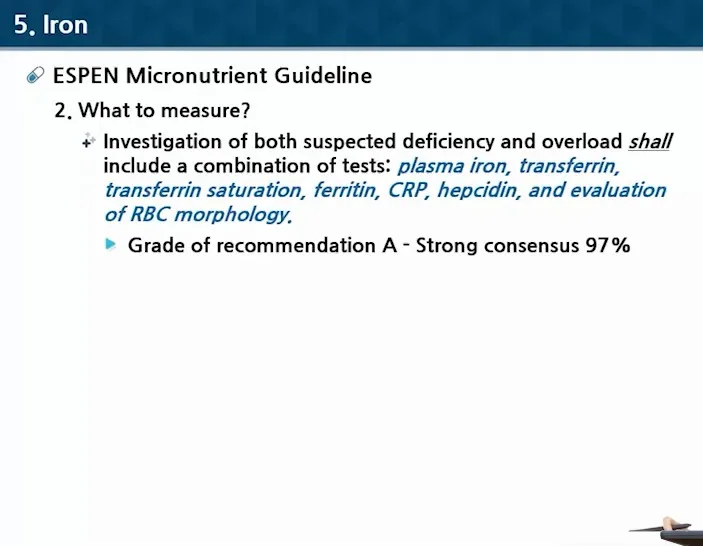 5. Iron
ESPEN Micronutrient Guideline
2. What to measure?
Investigation of both suspected deficiency and overload shall
include a combination of tests: plasma iron, transferrin,
transferrin saturation, ferritin, CRP, hepcidin, and evaluation
of RBC morphology.
Grade of recommendation A - Strong consensus 97%